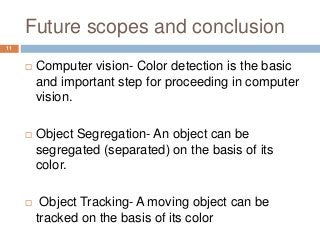 Future scopes and conclusion
11
Computer vision- Color detection is the basic
and important step for proceeding in computer
vision.
Object Segregation- An object can be
segregated (separated) on the basis of its
color.
Object Tracking- A moving object can be
tracked on the basis of its color